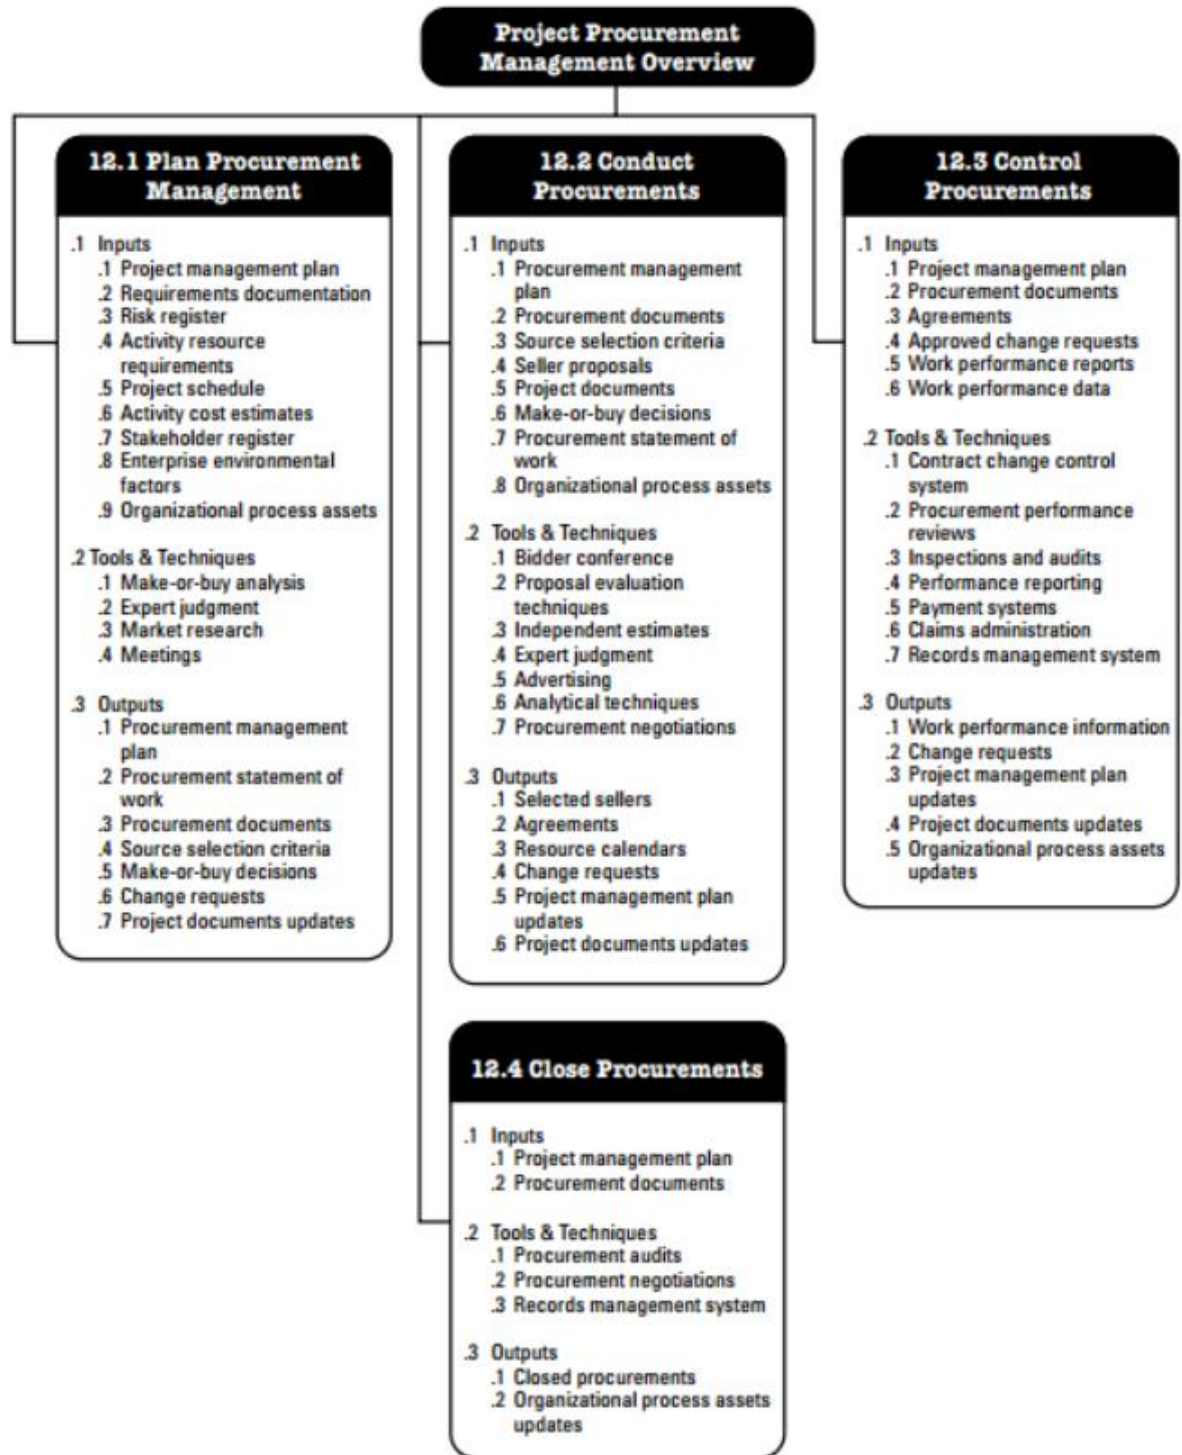 Project Procurement
Management Overview
12.1 Plan Procurement
Management
.1 Inputs
.1 Project management plan
.2 Requirements documentation
.3 Risk register
.4 Activity resource
requirements
.5 Project schedule
.6 Activity cost estimates
.7 Stakeholder register
.8 Enterprise environmental
factors
.9 Organizational process assets
.2 Tools & Techniques
.1 Make-or-buy analysis
.2 Expert judgment
.3 Market research
.4 Meetings
.3 Outputs
.1 Procurement management
plan
.2 Procurement statement of
work
.3 Procurement documents
.4 Source selection criteria
.5 Make-or-buy decisions
.6 Change requests
.7 Project documents updates
12.2 Conduct
Procurements
.1 Inputs
.1 Procurement management
plan
.2 Procurement documents
.3 Source selection criteria
.4 Seller proposals
.5 Project documents
.6 Make-or-buy decisions
.7 Procurement statement of
work
.8 Organizational process assets
.2 Tools & Techniques
.1 Bidder conference
.2 Proposal evaluation
techniques
.3 Independent estimates
.4 Expert judgment
.5 Advertising
.6 Analytical techniques
.7 Procurement negotiations
.3 Outputs
.1 Selected sellers
.2 Agreements
.3 Resource calendars
.4 Change requests
.5 Project management plan
updates
.6 Project documents updates
12.3 Control
Procurements
.1 Inputs
.1 Project management plan
.2 Procurement documents
.3 Agreements
.4 Approved change requests
.5 Work performance reports
.6 Work performance data
.2 Tools & Techniques
.1 Contract change control
system
.2 Procurement performance
reviews
.3 Inspections and audits
.4 Performance reporting
.5 Payment systems
.6 Claims administration
.7 Records management system
.3 Outputs
.1 Work performance information
.2 Change requests
.3 Project management plan
updates
.4 Project documents updates
.5 Organizational process assets
updates
12.4 Close Procurements
.1 Inputs
.1 Project management plan
.2 Procurement documents
.2 Tools & Techniques
.1 Procurement audits
.2 Procurement negotiations
.3 Records management system
.3 Outputs
.1 Closed procurements
.2 Organizational process assets
updates